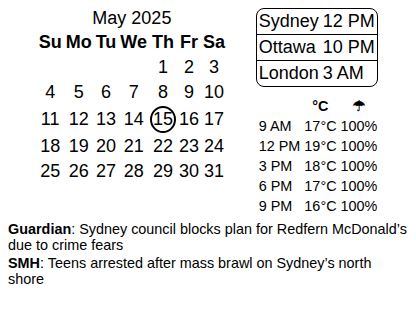 May 2025
Su Mo Tu We Th Fr Sa
1 2 3
4 5 6 7 8 9 10
11 12 13 14 15 16 17
18 19 20 21 22 23 24
25 26 27 28 29 30 31
Sydney 12 PM
Ottawa 10 PM
London 3 AM
°C ☂
9 AM 17°C 100%
12 PM 19°C 100%
3 PM 18°C 100%
6 PM 17°C 100%
9 PM 16°C 100%
Guardian: Sydney council blocks plan for Redfern McDonald’s
due to crime fears
SMH: Teens arrested after mass brawl on Sydney’s north
shore